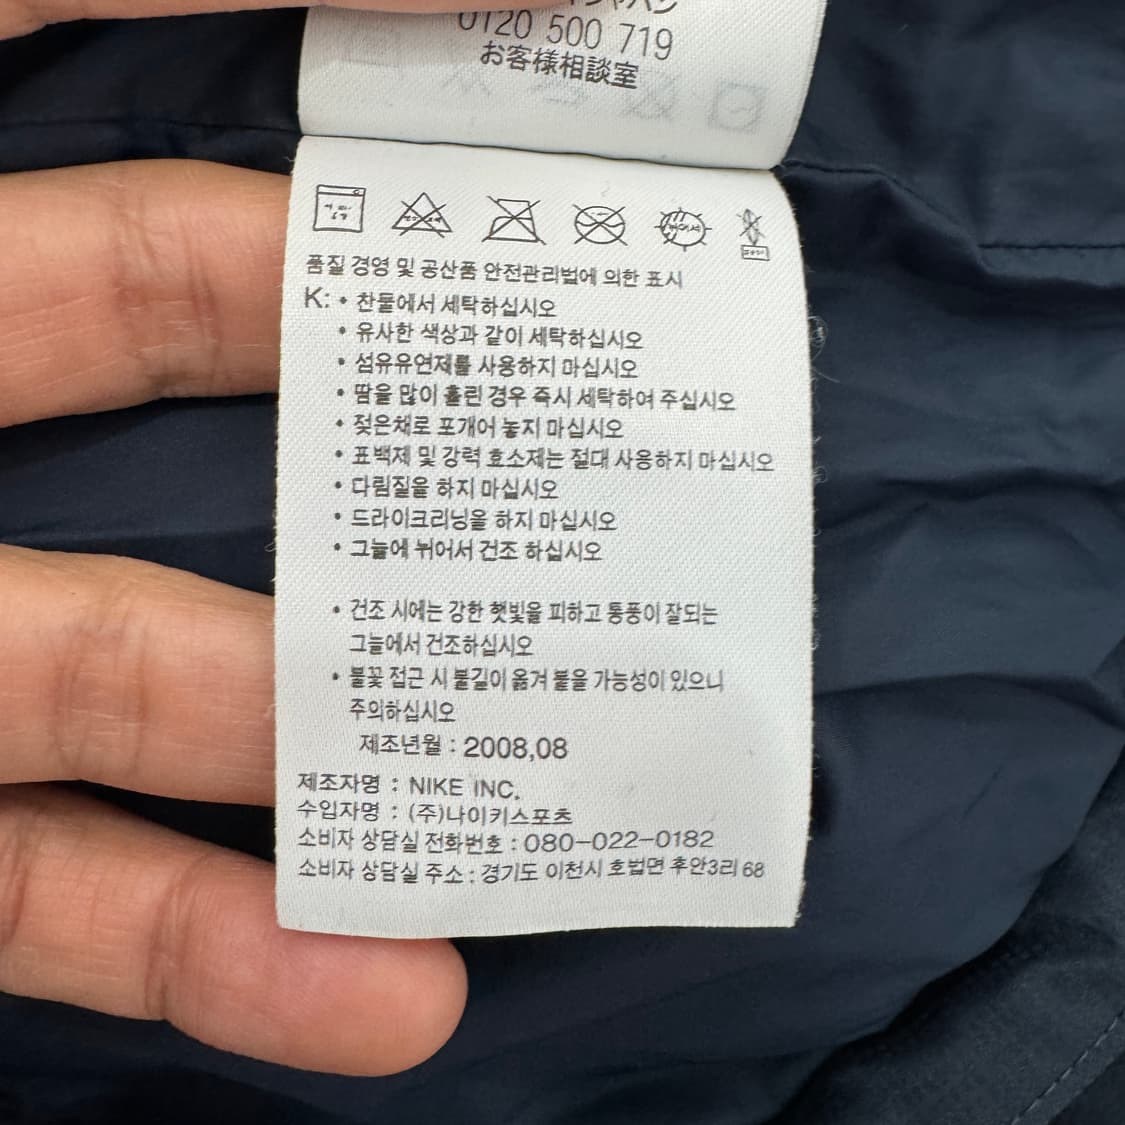 0120 500 719
お客様相談室
품질 경영 및 공산품 안전관리법에 의한 표시
K: • 찬물에서 세탁하십시오
• 유사한 색상과 같이 세탁하십시오
• 섬유유연제를 사용하지 마십시오
• 땀을 많이 흘린 경우 즉시 세탁하여 주십시오
• 젖은채로 포개어 놓지 마십시오
• 표백제 및 강력 효소제는 절대 사용하지 마십시오
• 다림질을 하지 마십시오
• 드라이크리닝을 하지 마십시오
• 그늘에 뉘어서 건조 하십시오
• 건조 시에는 강한 햇빛을 피하고 통풍이 잘되는
그늘에서 건조하십시오
• 불꽃 접근 시 불길이 옮겨 붙을 가능성이 있으니
주의하십시오
제조년월 : 2008,08
제조자명 : NIKE INC.
수입자명 : (주)나이키스포츠
소비자 상담실 전화번호 : 080-022-0182
소비자 상담실 주소 : 경기도 이천시 호법면 후안3리 68